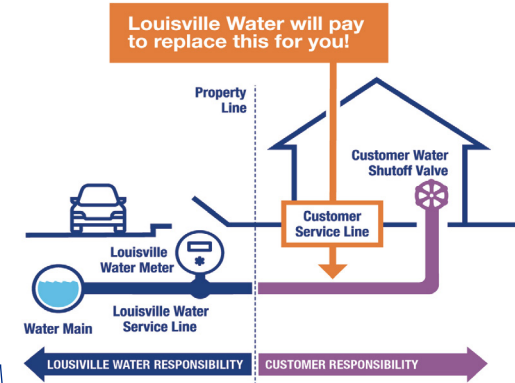 Louisville Water will pay
to replace this for you!
Property
Line
Customer Water
Shutoff Valve
Customer
Service Line
Louisville
Water Meter
Louisville Water
Service Line
Water Main
LOUSIVILLE WATER RESPONSIBILITY
CUSTOMER RESPONSIBILITY